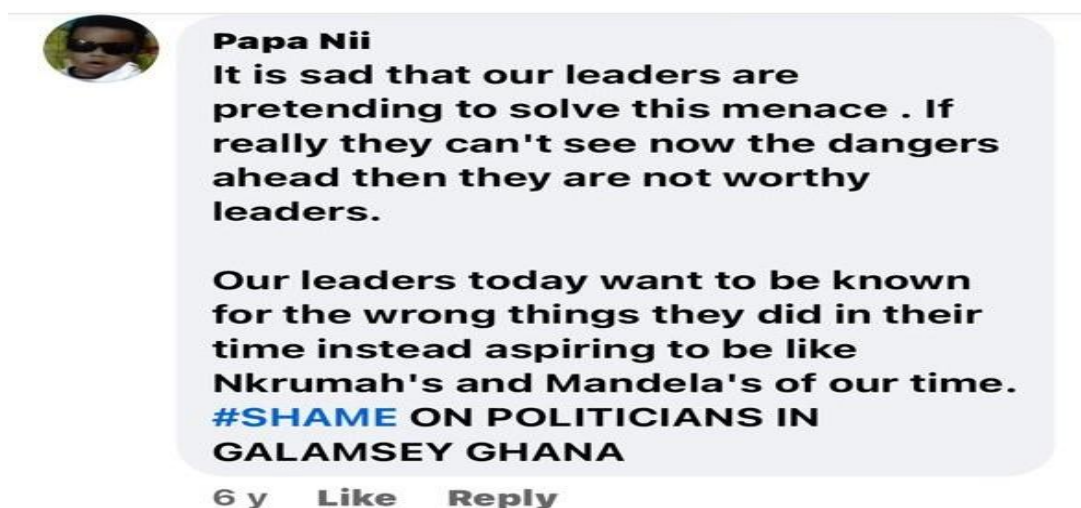 Papa Nii
It is sad that our leaders are
pretending to solve this menace . If
really they can't see now the dangers
ahead then they are not worthy
leaders.
Our leaders today want to be known
for the wrong things they did in their
time instead aspiring to be like
Nkrumah's and Mandela's of our time.
#SHAME ON POLITICIANS IN
GALAMSEY GHANA
6 y Like Reply